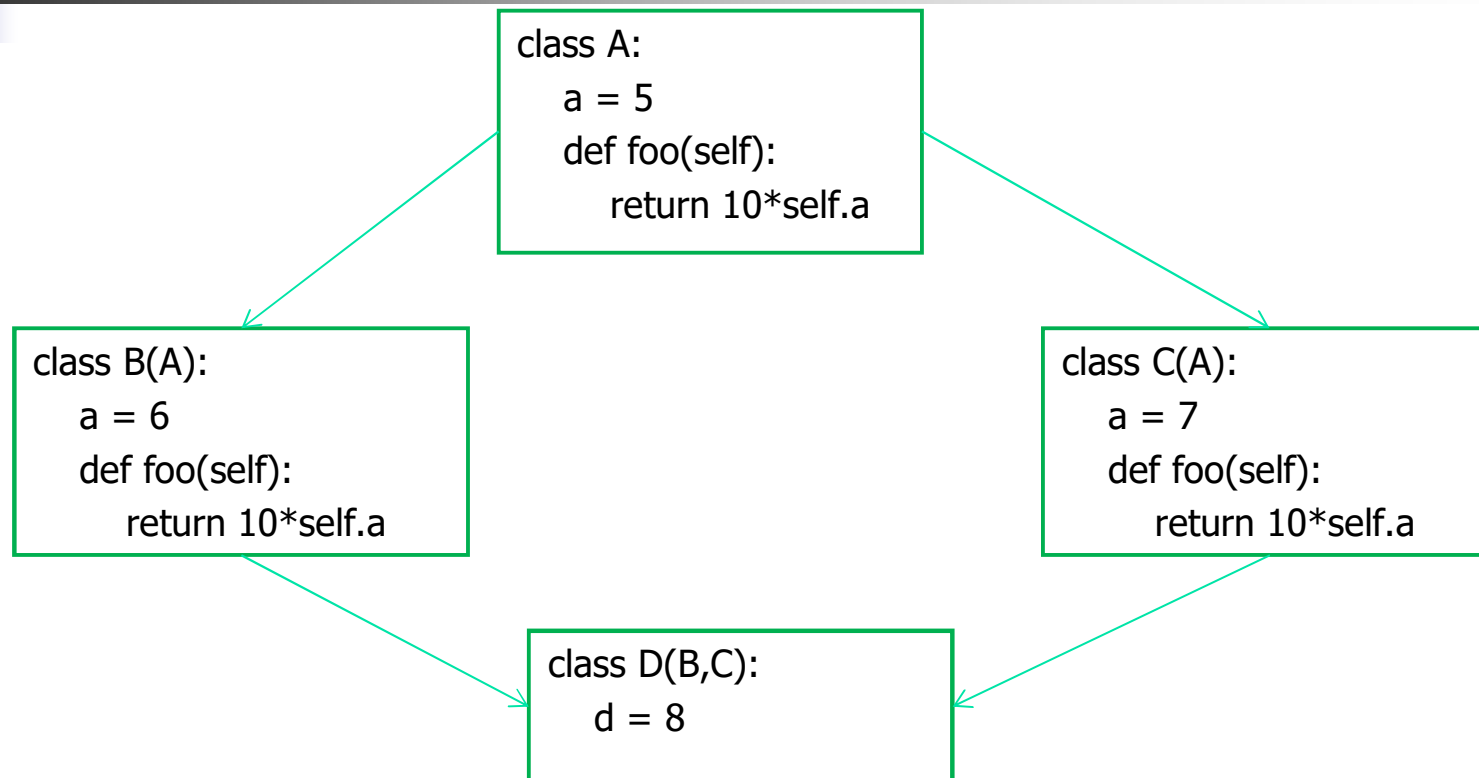 class A:
a = 5
def foo(self):
return 10*self.a
class B(A):
a = 6
def foo(self):
return 10*self.a
class C(A):
a = 7
def foo(self):
return 10*self.a
class D(B,C):
d = 8